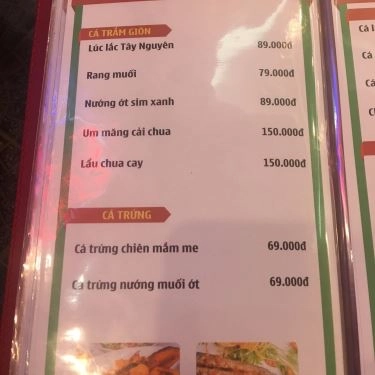 CÁ TRẮM GIÒN
Lúc lắc Tây Nguyên 89.000đ
Rang muối 79.000đ
Nướng ớt sim xanh 89.000đ
Um măng cải chua 150.000đ
Lẩu chua cay 150.000đ
CÁ TRỨNG
Cá trứng chiên mắm me 69.000đ
Cá trứng nướng muối ớt 69.000đ